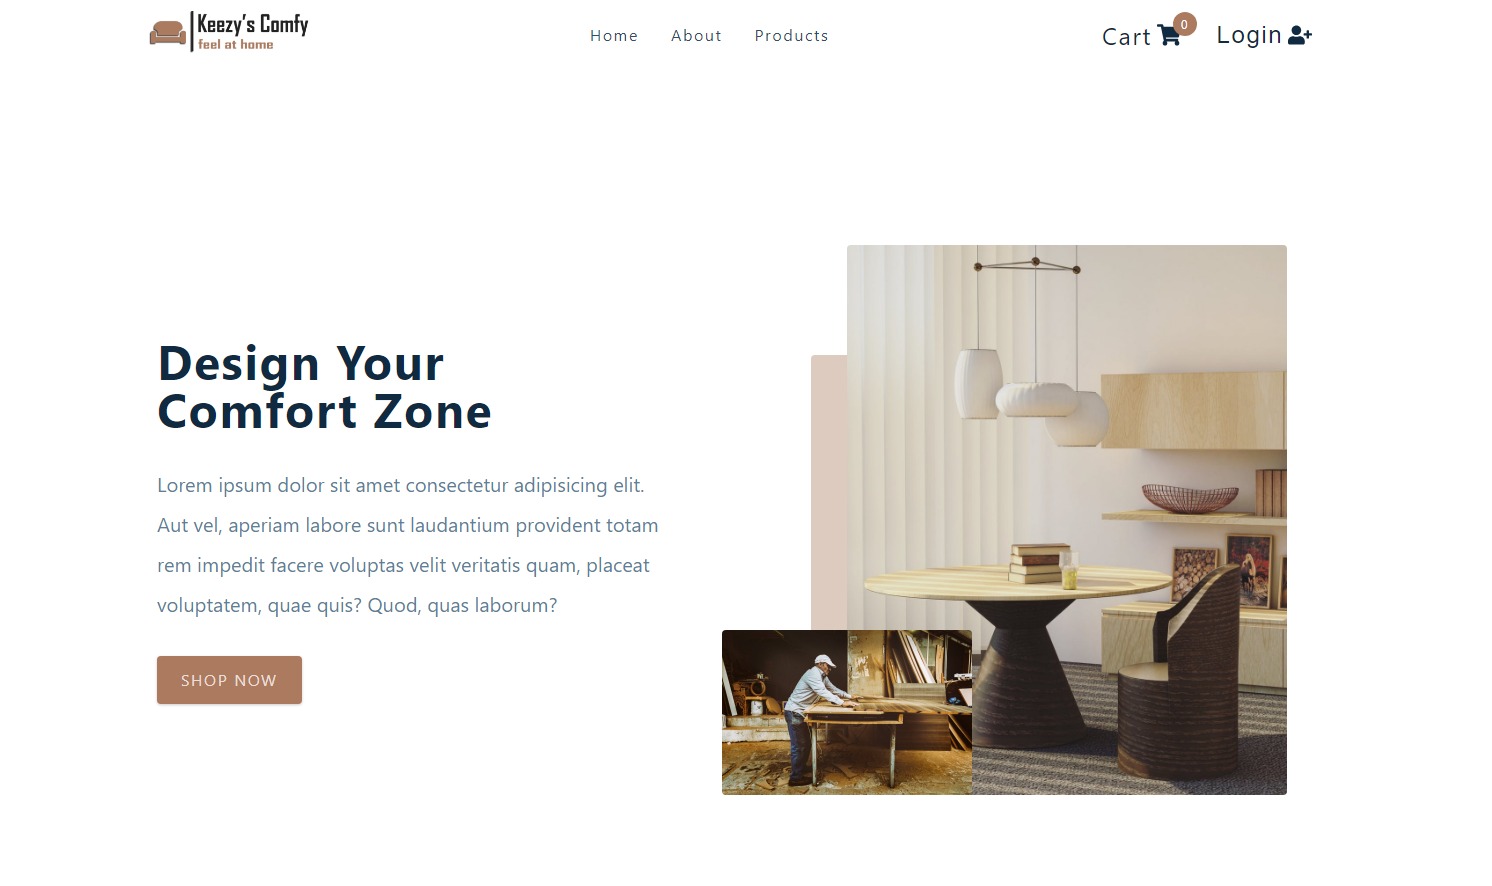 Keezy's Comfy
feel at home
Home About Products
Cart 0 Login
Design Your
Comfort Zone
Lorem ipsum dolor sit amet consectetur adipisicing elit.
Aut vel, aperiam labore sunt laudantium provident totam
rem impedit facere voluptas velit veritatis quam, placeat
voluptatem, quae quis? Quod, quas laborum?
SHOP NOW